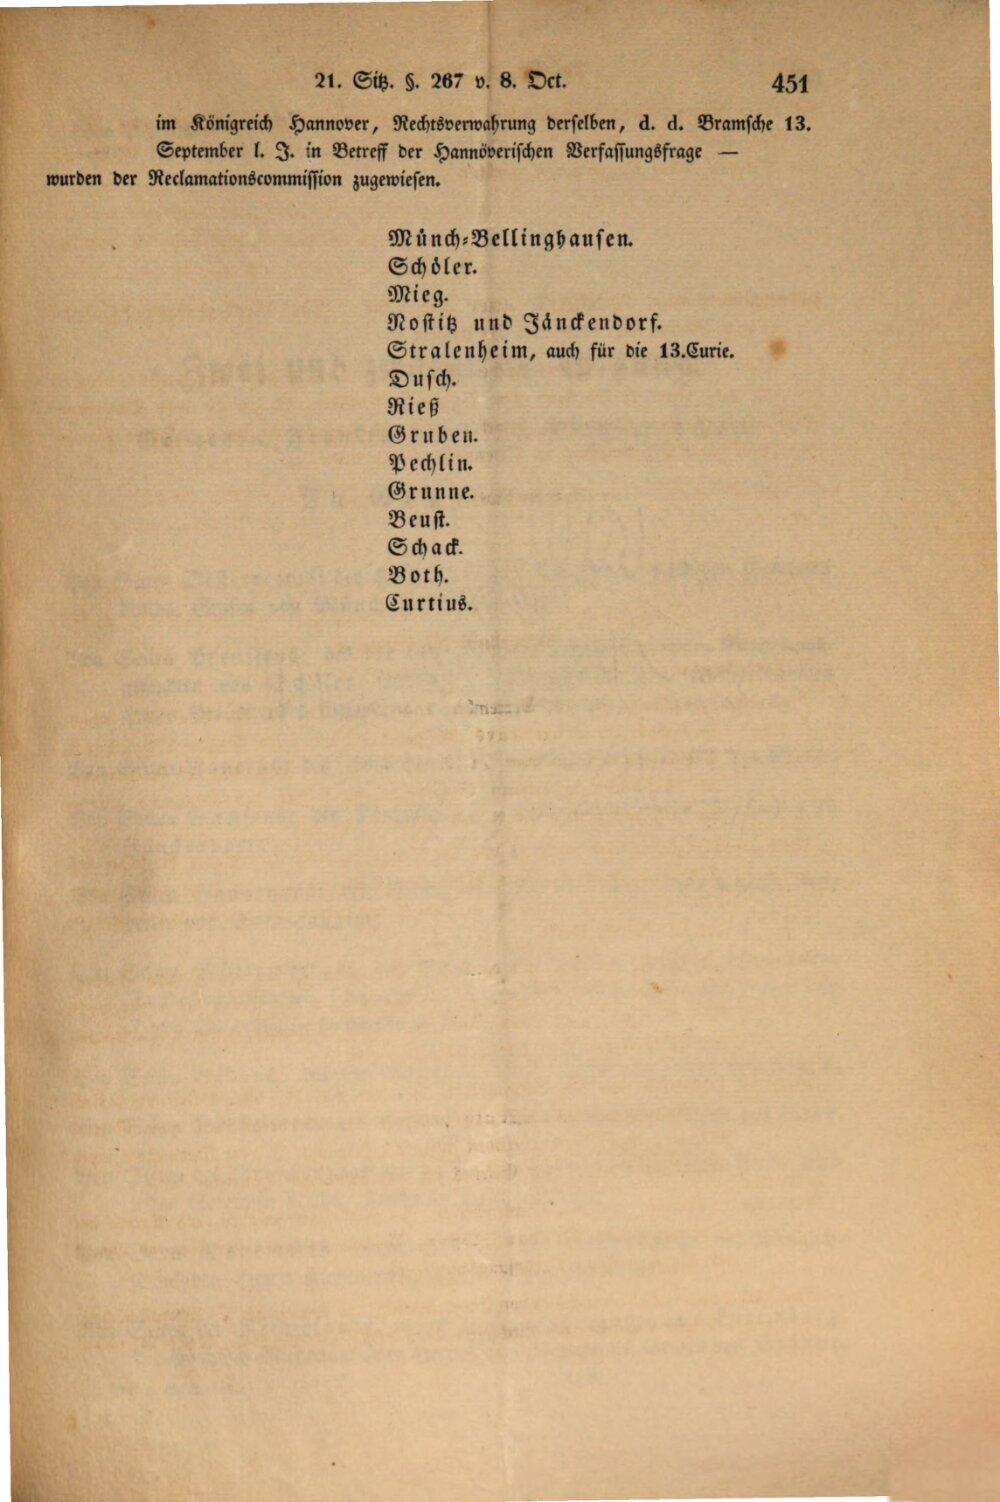 21. Sitz. §. 267 v. 8. Oct. 451
im Königreich Hannover, Rechtsverwahrung derselben, d. d. Bramsche 13.
September l. J. in Betreff der Hannöverischen Verfassungsfrage —
wurden der Reclamationscommission zugewiesen.
Münch-Bellinghausen.
Schöler.
Mieg.
Nostitz und Jänckendorf.
Stralenheim, auch für die 13. Curie.
Dusch.
Rieß
Gruben.
Pechlin.
Grunne.
Beust.
Schack.
Both.
Curtius.